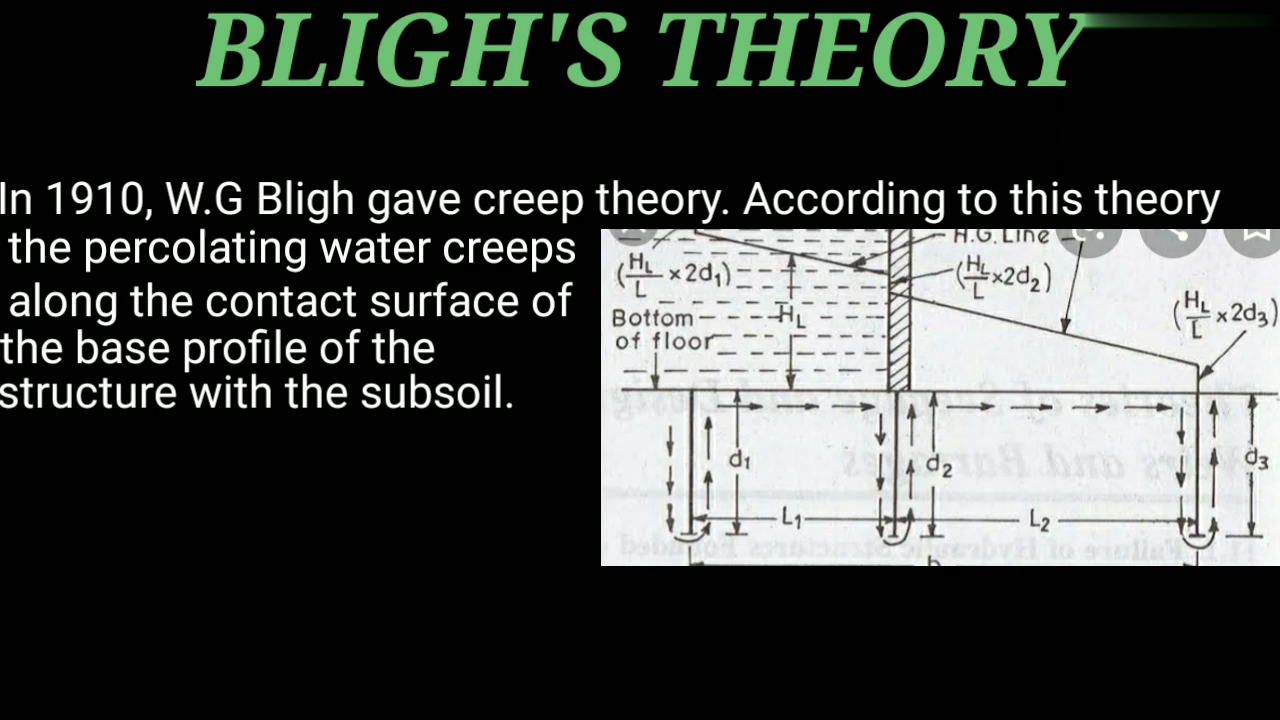 BLIGH'S THEORY
In 1910, W.G Bligh gave creep theory. According to this theory
the percolating water creeps
along the contact surface of
the base profile of the
structure with the subsoil.
H.G. Line
(HL/L × 2d1)
(HL/L ×2d2)
(HL/L ×2d3)
Bottom
of floor
HL
d1
d2
d3
L1
L2
b